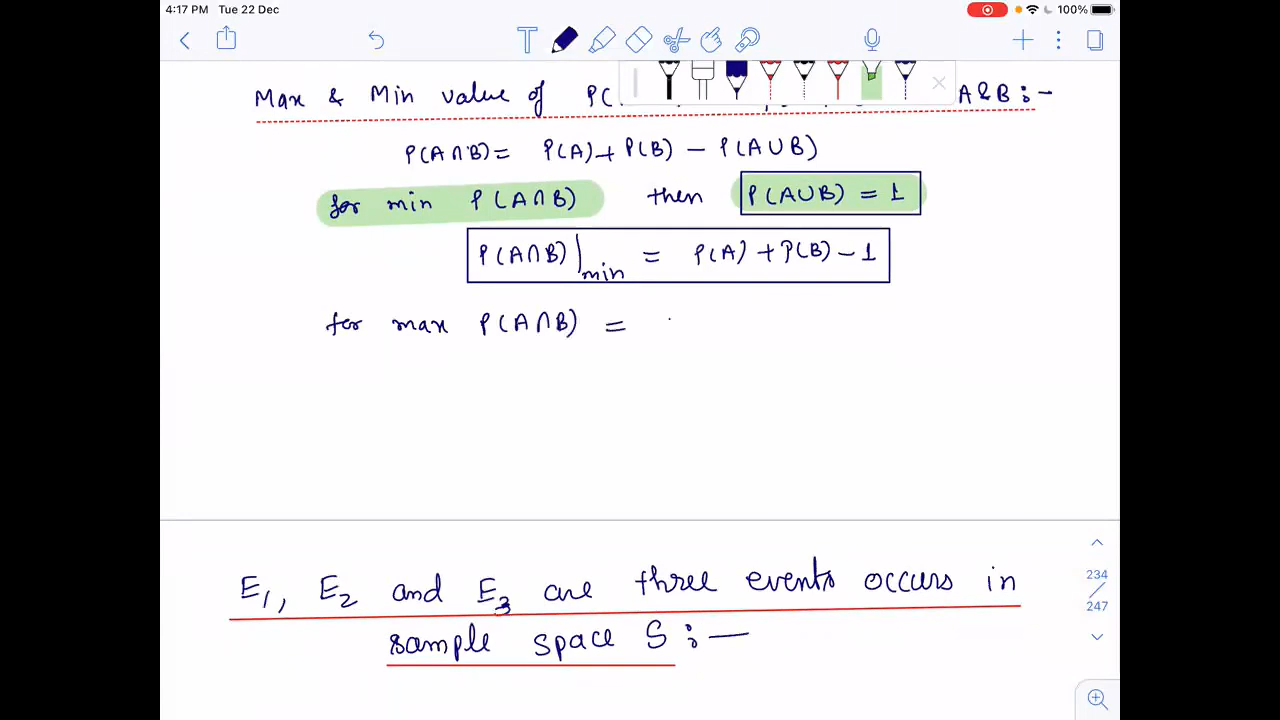 4:17 PM Tue 22 Dec
100%
Max & Min value of P( A&B :-
P(A∩B) = P(A) + P(B) - P(A∪B)
for min P(A∩B) then P(A∪B) = 1
P(A∩B)|min = P(A) + P(B) - 1
for max P(A∩B) =
234
/
247
E1, E2 and E3 are three events occurs in
sample space S :-